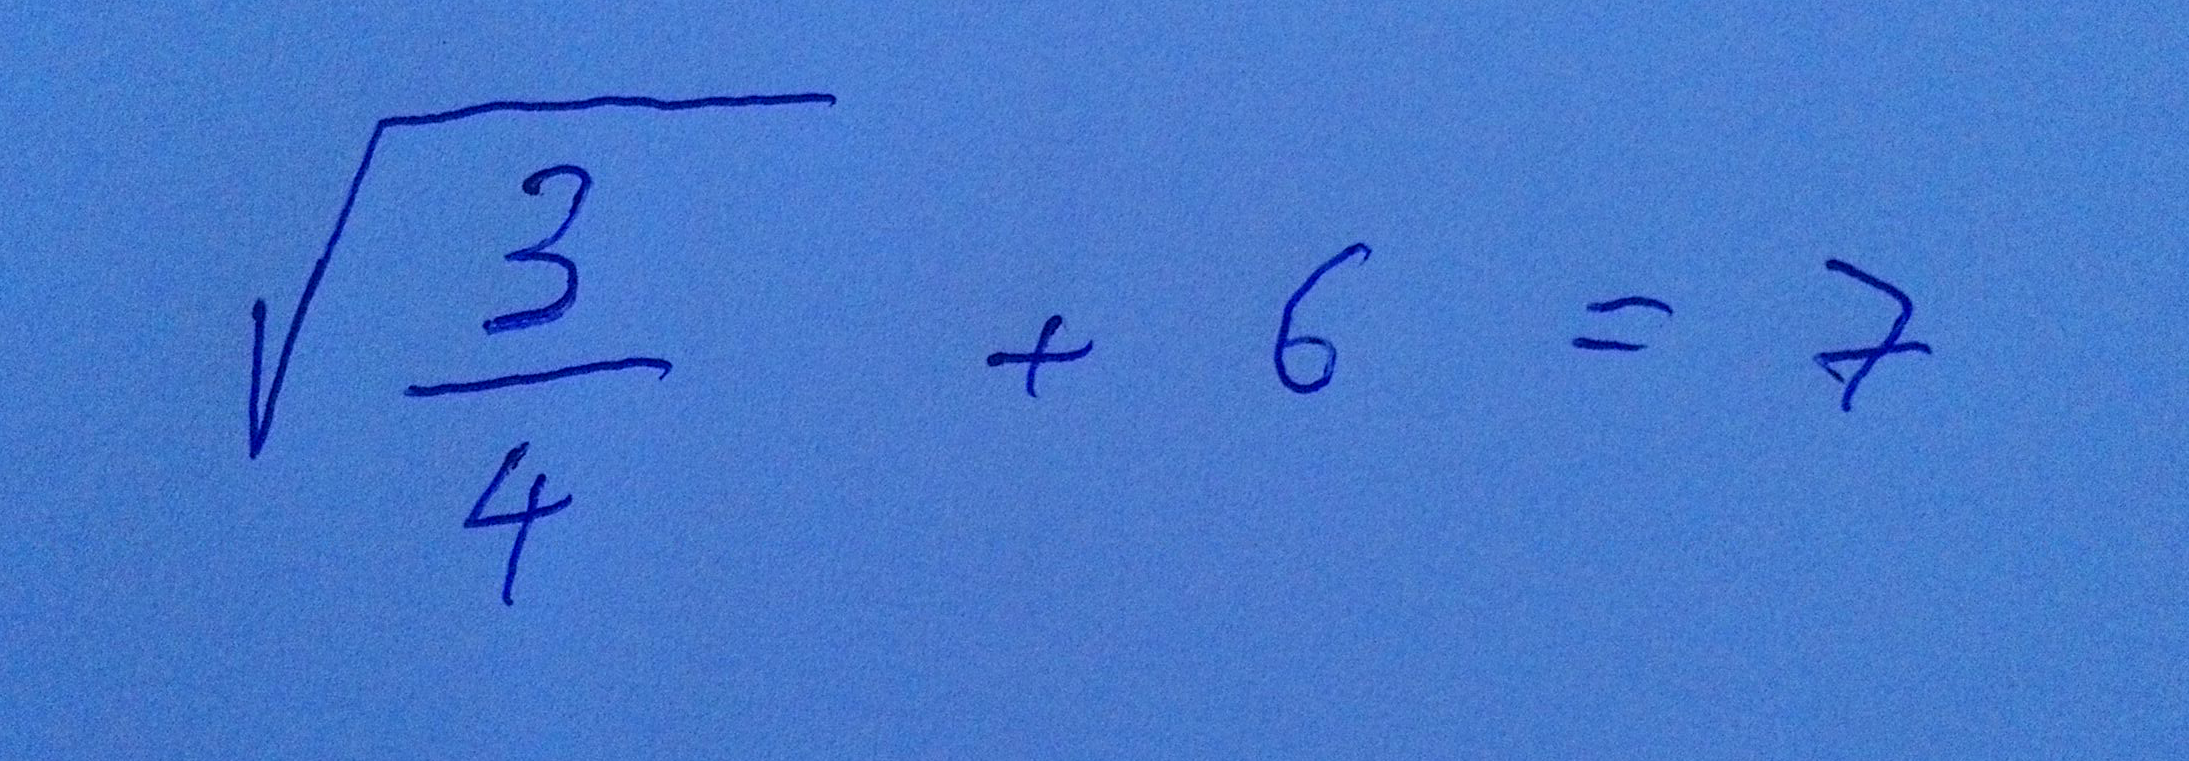 √(3/4) + 6 = 7